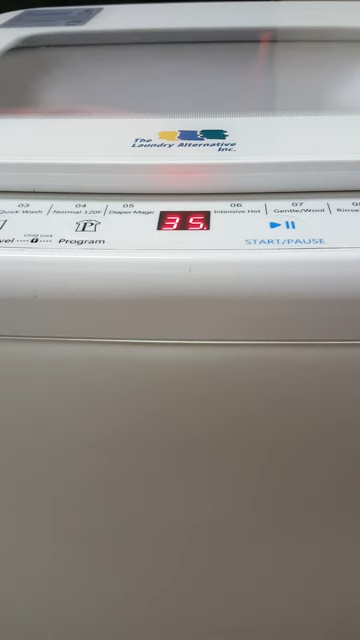 The
Laundry Alternative
Inc.
03 04 05 06 07
Quick Wash Normal 120F Diaper Magic 35. Intensive Hot Gentle/Wool Rinse
Child Lock
Program START/PAUSE